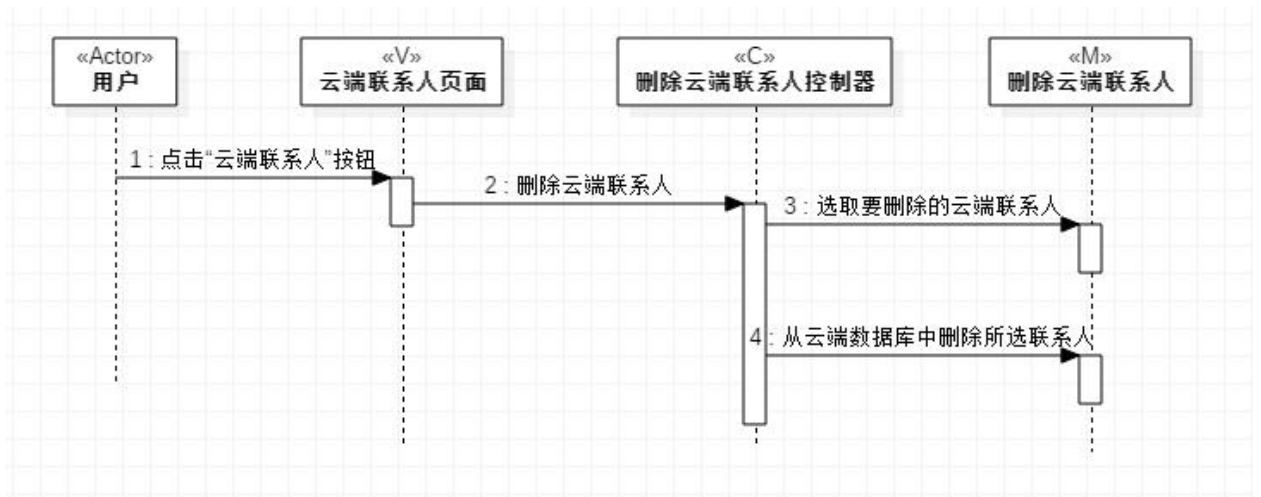 «Actor»
用户
«V»
云端联系人页面
«C»
删除云端联系人控制器
«M»
删除云端联系人
1 : 点击“云端联系人”按钮
2 : 删除云端联系人
3 : 选取要删除的云端联系人
4 : 从云端数据库中删除所选联系人